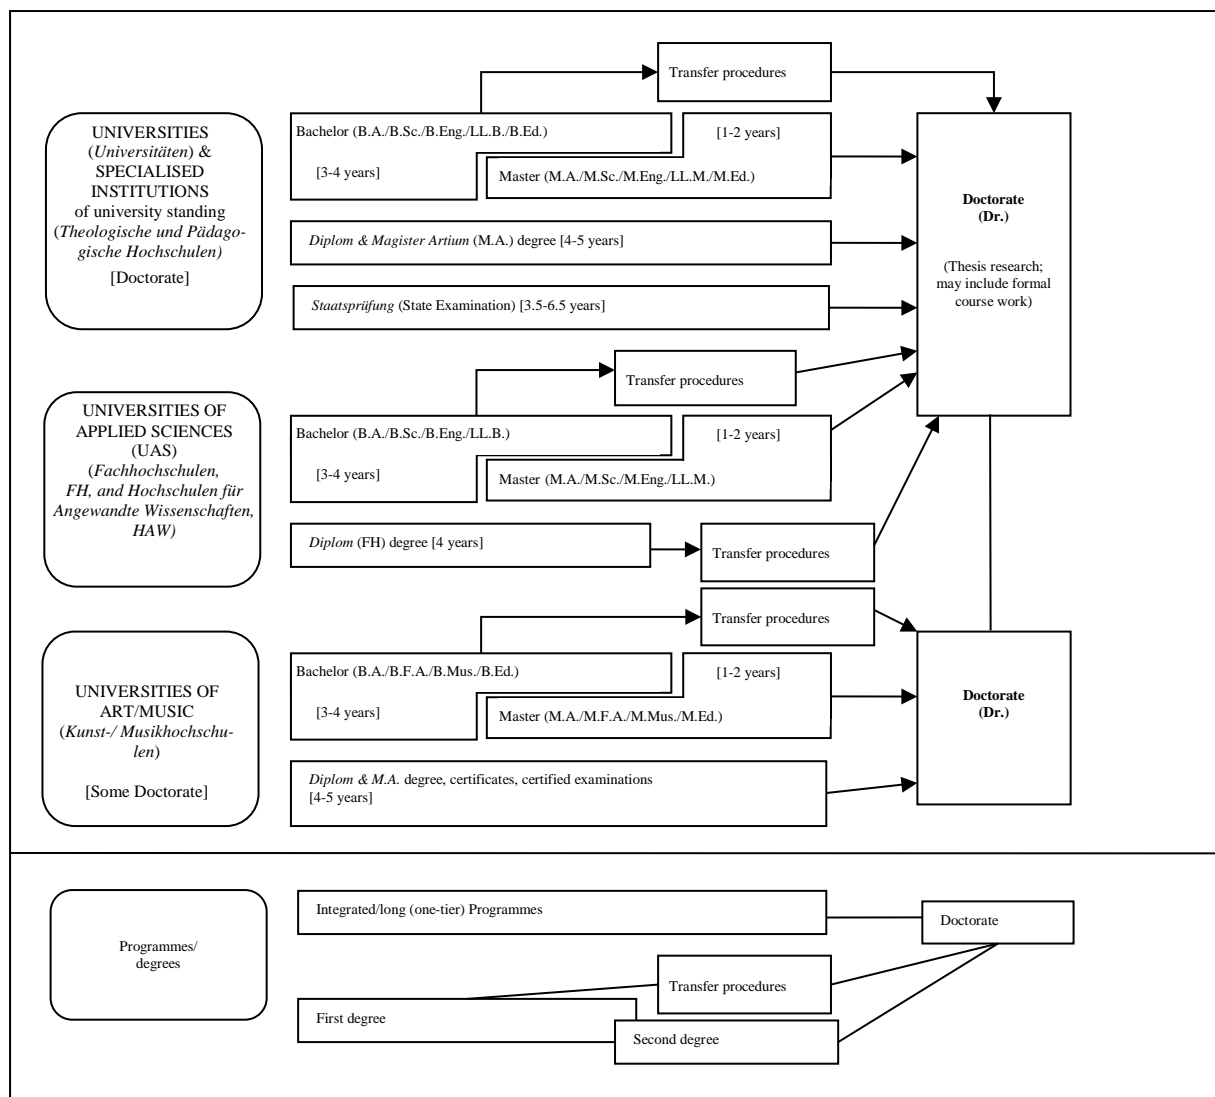 Transfer procedures
UNIVERSITIES
(Universitäten) &
SPECIALISED
INSTITUTIONS
of university standing
(Theologische und Pädago-
gische Hochschulen)
[Doctorate]
Bachelor (B.A./B.Sc./B.Eng./LL.B./B.Ed.)
[3-4 years]
[1-2 years]
Master (M.A./M.Sc./M.Eng./LL.M./M.Ed.)
Diplom & Magister Artium (M.A.) degree [4-5 years]
Staatsprüfung (State Examination) [3.5-6.5 years]
Doctorate
(Dr.)
(Thesis research;
may include formal
course work)
Transfer procedures
UNIVERSITIES OF
APPLIED SCIENCES
(UAS)
(Fachhochschulen,
FH, and Hochschulen für
Angewandte Wissenschaften,
HAW)
Bachelor (B.A./B.Sc./B.Eng./LL.B.)
[3-4 years]
[1-2 years]
Master (M.A./M.Sc./M.Eng./LL.M.)
Diplom (FH) degree [4 years]
Transfer procedures
Transfer procedures
UNIVERSITIES OF
ART/MUSIC
(Kunst-/ Musikhochschu-
len)
[Some Doctorate]
Bachelor (B.A./B.F.A./B.Mus./B.Ed.)
[3-4 years]
[1-2 years]
Master (M.A./M.F.A./M.Mus./M.Ed.)
Diplom & M.A. degree, certificates, certified examinations
[4-5 years]
Doctorate
(Dr.)
Programmes/
degrees
Integrated/long (one-tier) Programmes
Doctorate
Transfer procedures
First degree
Second degree